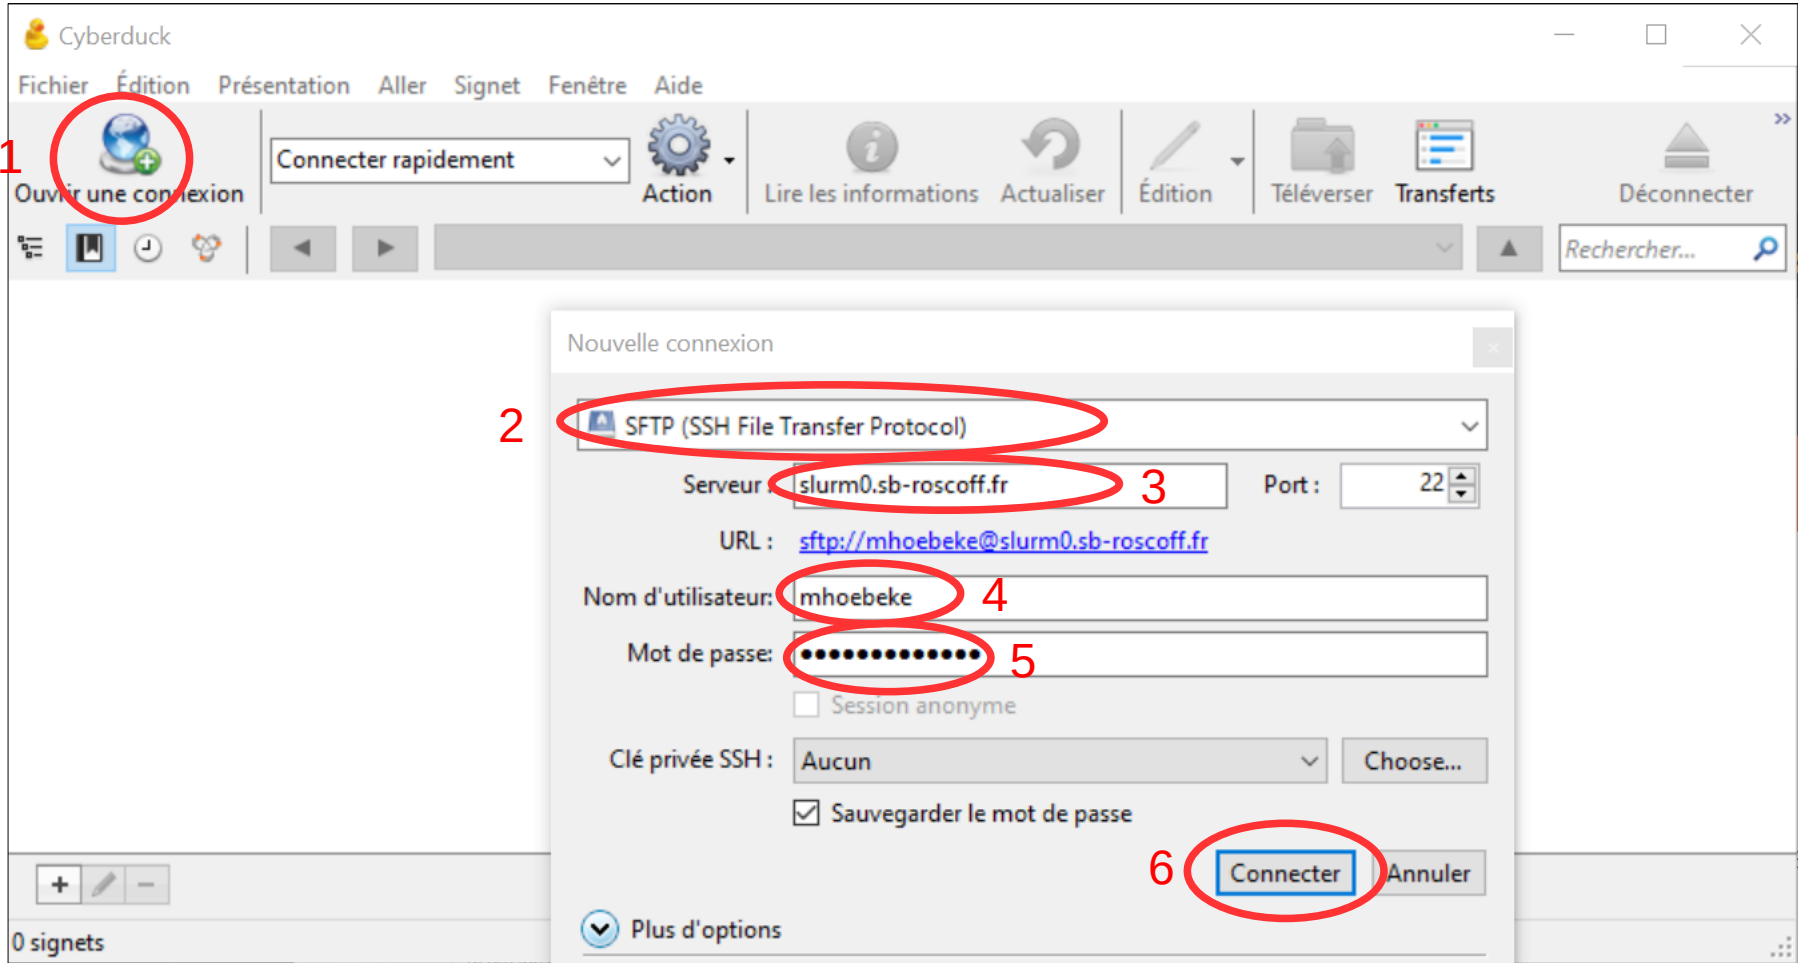 Cyberduck
Fichier Édition Présentation Aller Signet Fenêtre Aide
1
Connecter rapidement
Ouvrir une connexion Action Lire les informations Actualiser Édition Téléverser Transferts Déconnecter
Rechercher...
Nouvelle connexion
2 SFTP (SSH File Transfer Protocol)
Serveur : slurm0.sb-roscoff.fr 3 Port : 22
URL : sftp://mhoebeke@slurm0.sb-roscoff.fr
Nom d'utilisateur: mhoebeke 4
Mot de passe: ••••••••••••• 5
Session anonyme
Clé privée SSH : Aucun Choose...
Sauvegarder le mot de passe
6 Connecter Annuler
Plus d'options
0 signets